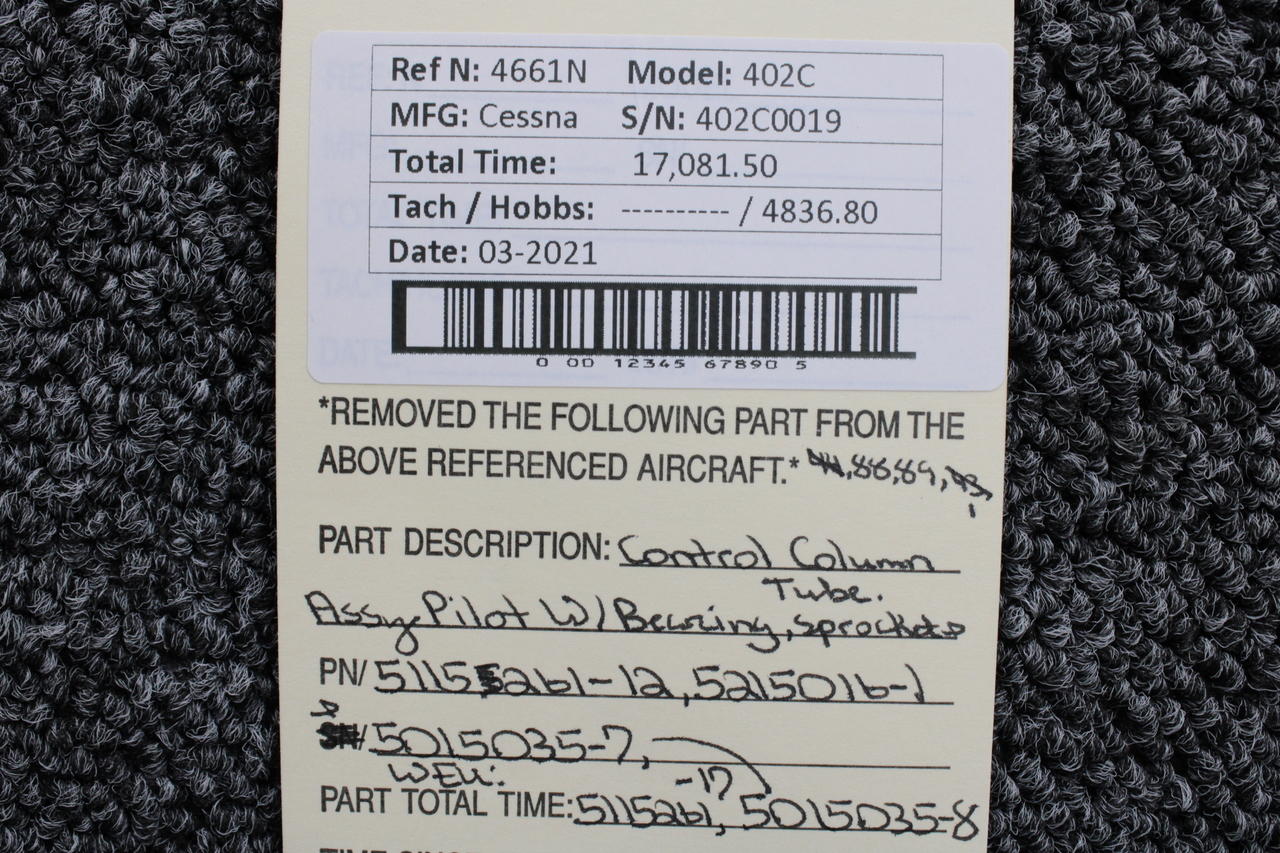 Ref N: 4661N Model: 402C
MFG: Cessna S/N: 402C0019
Total Time: 17,081.50
Tach / Hobbs: ---------- / 4836.80
Date: 03-2021
0 00 12345 67890 5
*REMOVED THE FOLLOWING PART FROM THE
ABOVE REFERENCED AIRCRAFT.* 88,89,
PART DESCRIPTION: Control Column
Tube.
Assy Pilot W/ Bearing, sprockets
PN/ 5115261-12, 5215016-1
5015035-7,
-17
PART TOTAL TIME: 5115261, 5015035-8